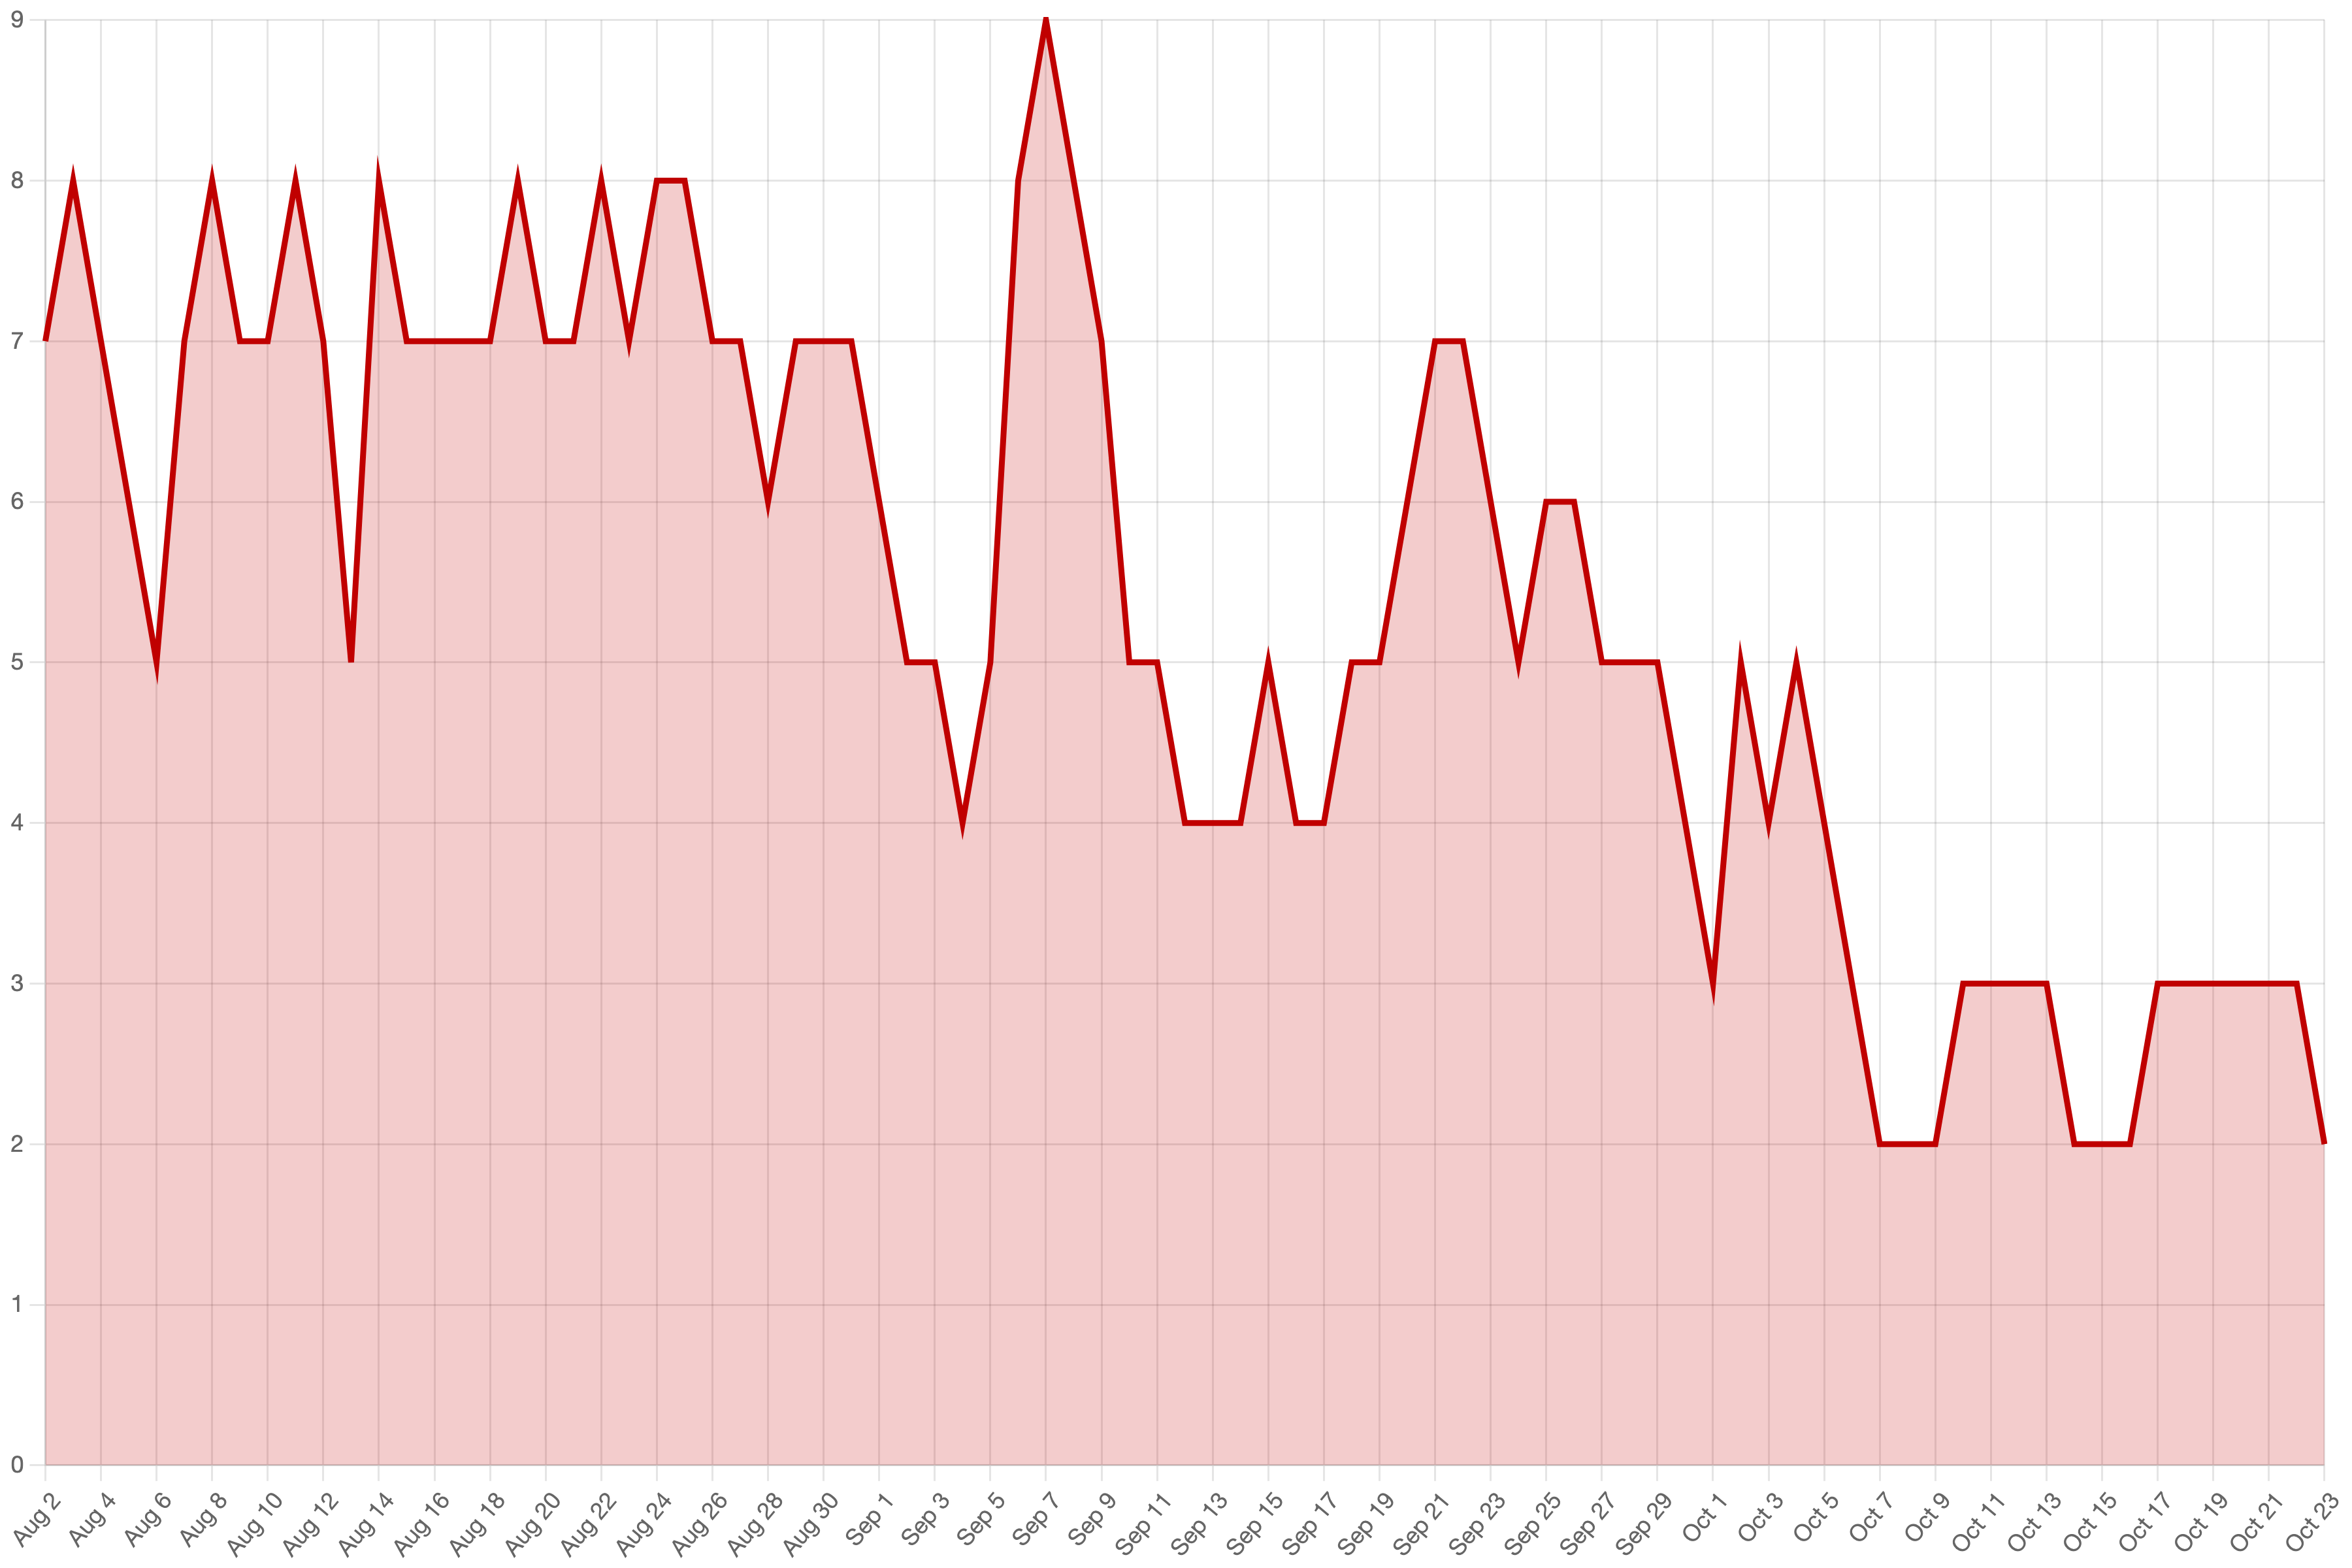 9
8
7
6
5
4
3
2
1
0
Aug 2
Aug 4
Aug 6
Aug 8
Aug 10
Aug 12
Aug 14
Aug 16
Aug 18
Aug 20
Aug 22
Aug 24
Aug 26
Aug 28
Aug 30
Sep 1
Sep 3
Sep 5
Sep 7
Sep 9
Sep 11
Sep 13
Sep 15
Sep 17
Sep 19
Sep 21
Sep 23
Sep 25
Sep 27
Sep 29
Oct 1
Oct 3
Oct 5
Oct 7
Oct 9
Oct 11
Oct 13
Oct 15
Oct 17
Oct 19
Oct 21
Oct 23